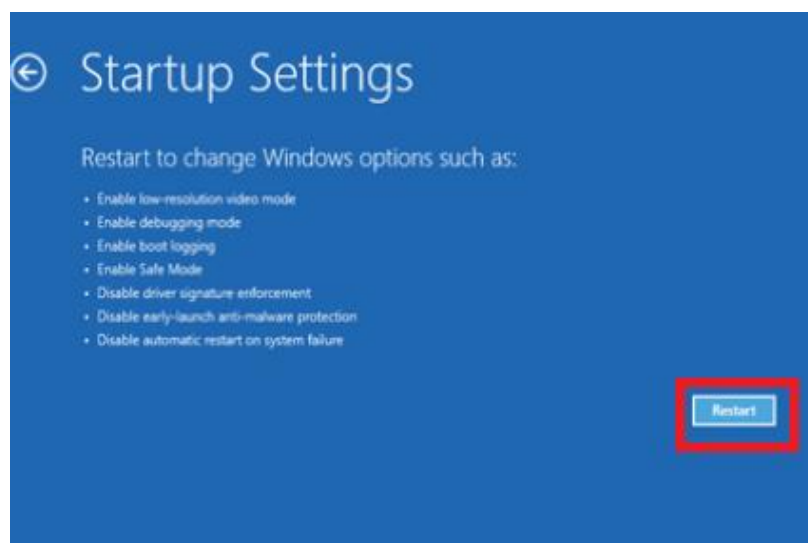 Startup Settings
Restart to change Windows options such as:
• Enable low-resolution video mode
• Enable debugging mode
• Enable boot logging
• Enable Safe Mode
• Disable driver signature enforcement
• Disable early-launch anti-malware protection
• Disable automatic restart on system failure
Restart